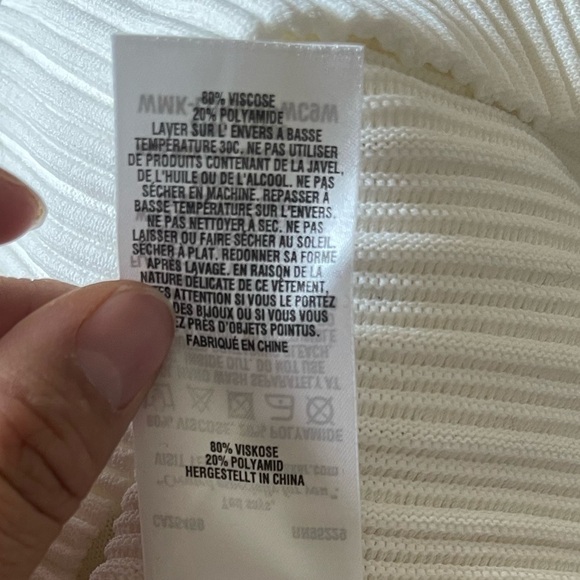 80% VISCOSE
20% POLYAMIDE
LAVER SUR L' ENVERS A BASSE
TEMPÉRATURE 30C. NE PAS UTILISER
DE PRODUITS CONTENANT DE LA JAVEL,
DE L'HUILE OU DE L'ALCOOL. NE PAS
SÉCHER EN MACHINE. REPASSER À
BASSE TEMPÉRATURE SUR L'ENVERS.
NE PAS NETTOYER À SEC. NE PAS
LAISSER OU FAIRE SÉCHER AU SOLEIL.
SÉCHER À PLAT. REDONNER SA FORME
APRÈS LAVAGE. EN RAISON DE LA
NATURE DÉLICATE DE CE VÊTEMENT,
ATTENTION SI VOUS LE PORTEZ
DES BIJOUX OU SI VOUS VOUS
PRÈS D'OBJETS POINTUS.
FABRIQUÉ EN CHINE
80% VISKOSE
20% POLYAMID
HERGESTELLT IN CHINA